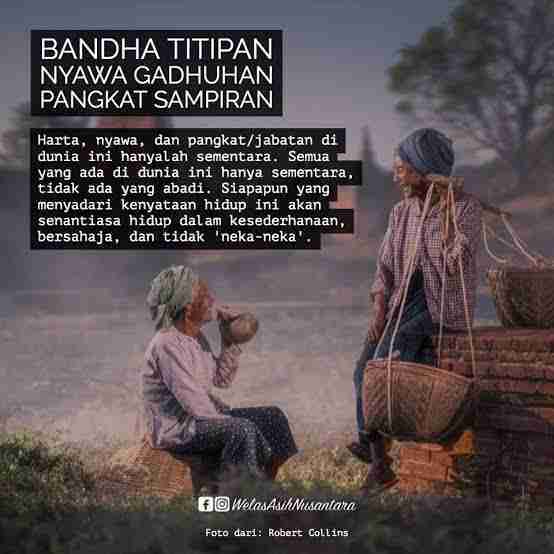 BANDHA TITIPAN
NYAWA GADHUHAN
PANGKAT SAMPIRAN
Harta, nyawa, dan pangkat/jabatan di
dunia ini hanyalah sementara. Semua
yang ada di dunia ini hanya sementara,
tidak ada yang abadi. Siapapun yang
menyadari kenyataan hidup ini akan
senantiasa hidup dalam kesederhanaan,
bersahaja, dan tidak 'neka-neka'.
WelasAsihNusantara
Foto dari: Robert Collins